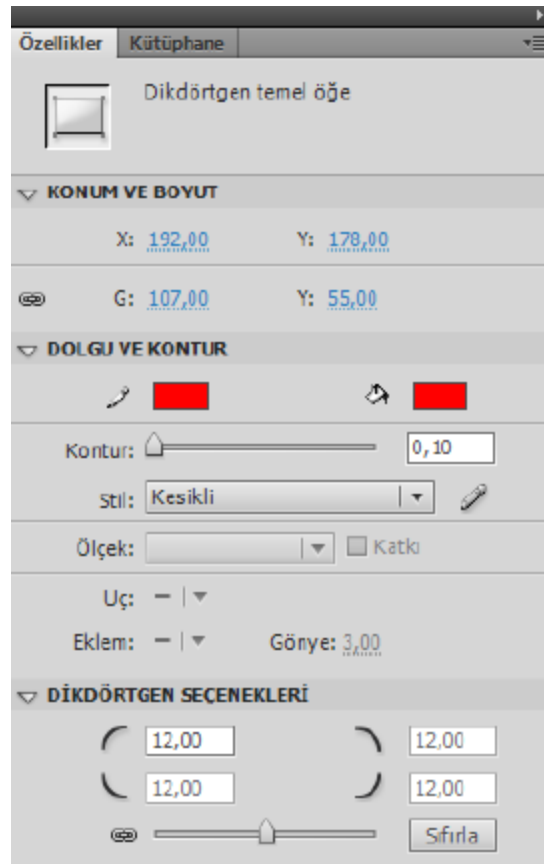 Özellikler Kütüphane
Dikdörtgen temel öğe
KONUM VE BOYUT
X: 192,00 Y: 178,00
G: 107,00 Y: 55,00
DOLGU VE KONTUR
Kontur: 0,10
Stil: Kesikli
Ölçek: Katkı
Uç:
Eklem: Gönye: 3,00
DİKDÖRTGEN SEÇENEKLERİ
12,00 12,00
12,00 12,00
Sıfırla